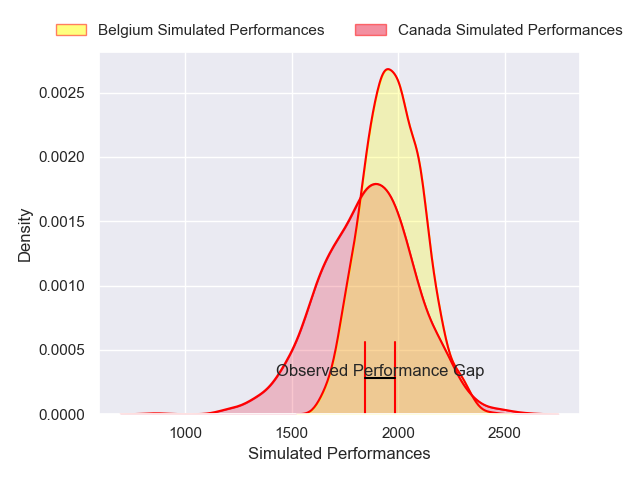 Belgium Simulated Performances
Canada Simulated Performances
0.0025
0.0020
0.0015
0.0010
0.0005
0.0000
Density
Observed Performance Gap
1000
1500
2000
2500
Simulated Performances